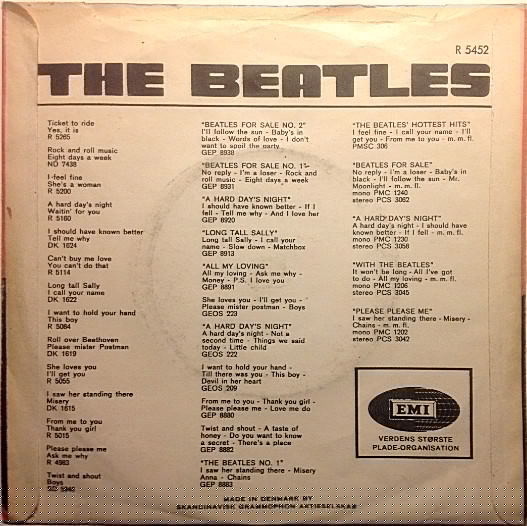 R 5452
THE BEATLES
Ticket to ride
Yes, it is
R 5265
Rock and roll music
Eight days a week
ND 7438
I feel fine
She's a woman
R 5200
A hard day's night
Waitin' for you
R 5160
I should have known better
Tell me why
DK 1624
Can't buy me love
You can't do that
R 5114
Long tall Sally
I call your name
DK 1622
I want to hold your hand
This boy
R 5084
Roll over Beethoven
Please mister Postman
DK 1619
She loves you
I'll get you
R 5055
I saw her standing there
Misery
DK 1615
From me to you
Thank you girl
R 5015
Please please me
Ask me why
R 4983
Twist and shout
Boys
"BEATLES FOR SALE NO. 2"
I'll follow the sun - Baby's in
black - Words of love - I don't
want to spoil the party
GEP 8938
"BEATLES FOR SALE NO. 1"
No reply - I'm a loser - Rock and
roll music - Eight days a week
GEP 8931
"A HARD DAY'S NIGHT"
I should have known better - If I
fell - Tell me why - And I love her
GEP 8920
"LONG TALL SALLY"
Long tall Sally - I call your
name - Slow down - Matchbox
GEP 8913
"ALL MY LOVING"
All my loving - Ask me why -
Money - P.S. I love you
GEP 8891
She loves you - I'll get you -
Please mister postman - Boys
GEOS 223
"A HARD DAY'S NIGHT"
A hard day's night - Not a
second time - Things we said
today - Little child
GEOS 222
I want to hold your hand -
Till there was you - This boy -
Devil in her heart
GEOS 209
From me to you - Thank you girl -
Please please me - Love me do
GEP 8880
Twist and shout - A taste of
honey - Do you want to know
a secret - There's a place
GEP 8882
"THE BEATLES NO. 1"
I saw her standing there - Misery
Anna - Chains
GEP 8883
"THE BEATLES' HOTTEST HITS"
I feel fine - I call your name - I'll
get you - From me to you - m. m. fl.
PMSC 306
"BEATLES FOR SALE"
No reply - I'm a loser - Baby's in
black - I'll follow the sun - Mr.
Moonlight - m. m. fl.
mono PMC 1240
stereo PCS 3062
"A HARD DAY'S NIGHT"
A hard day's night - I should have
known better - If I fell - m. m. fl.
mono PMC 1230
stereo PCS 3058
"WITH THE BEATLES"
It won't be long - All I've got
to do - All my loving - m. m. fl.
mono PMC 1206
stereo PCS 3045
"PLEASE PLEASE ME"
I saw her standing there - Misery -
Chains - m. m. fl.
mono PMC 1202
stereo PCS 3042
EMI
VERDENS STØRSTE
PLADE-ORGANISATION
MADE IN DENMARK BY
SKANDINAVISK GRAMMOPHON AKTIESELSKAB